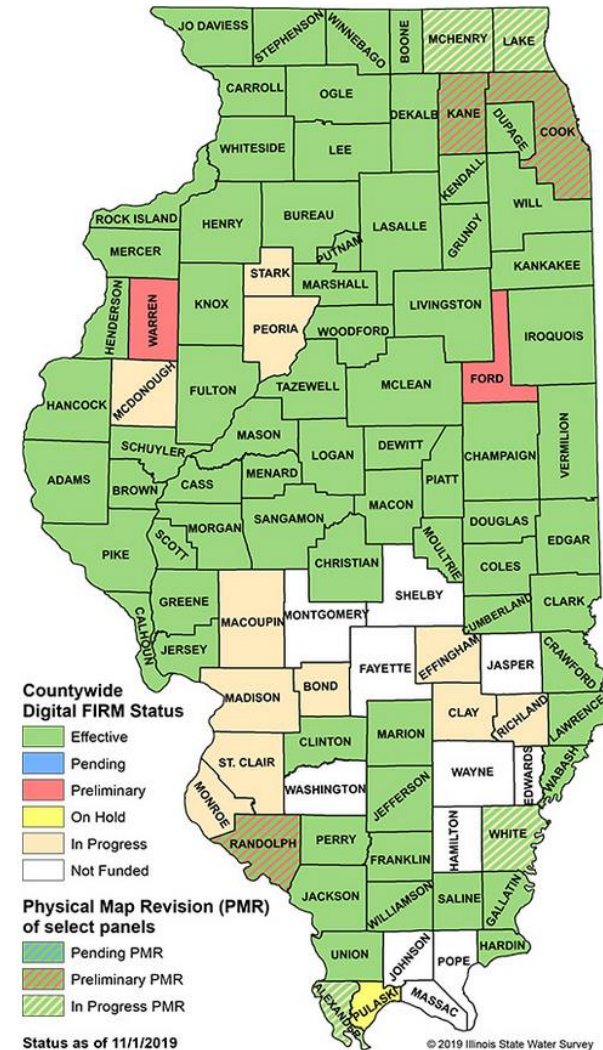 JO DAVIESS
STEPHENSON
WINNEBAGO
BOONE
MCHENRY
LAKE
CARROLL
OGLE
DEKALB
KANE
DUPAGE
COOK
WHITESIDE
LEE
KENDALL
WILL
ROCK ISLAND
HENRY
BUREAU
PUTNAM
LASALLE
GRUNDY
MERCER
STARK
MARSHALL
KANKAKEE
HENDERSON
WARREN
KNOX
PEORIA
WOODFORD
LIVINGSTON
IROQUOIS
HANCOCK
MCDONOUGH
FULTON
TAZEWELL
MCLEAN
FORD
SCHUYLER
MASON
LOGAN
DEWITT
CHAMPAIGN
VERMILION
ADAMS
BROWN
CASS
MENARD
PIATT
MACON
PIKE
SCOTT
MORGAN
SANGAMON
CHRISTIAN
MOULTRIE
DOUGLAS
EDGAR
COLES
CALHOUN
GREENE
JERSEY
MACOUPIN
MONTGOMERY
SHELBY
CUMBERLAND
CLARK
MADISON
BOND
FAYETTE
EFFINGHAM
JASPER
CRAWFORD
CLAY
RICHLAND
LAWRENCE
ST. CLAIR
CLINTON
MARION
WAYNE
EDWARDS
WABASH
MONROE
WASHINGTON
JEFFERSON
RANDOLPH
PERRY
FRANKLIN
HAMILTON
WHITE
JACKSON
WILLIAMSON
SALINE
GALLATIN
UNION
JOHNSON
POPE
HARDIN
ALEXANDER
PULASKI
MASSAC
Countywide
Digital FIRM Status
Effective
Pending
Preliminary
On Hold
In Progress
Not Funded
Physical Map Revision (PMR)
of select panels
Pending PMR
Preliminary PMR
In Progress PMR
Status as of 11/1/2019
© 2019 Illinois State Water Survey